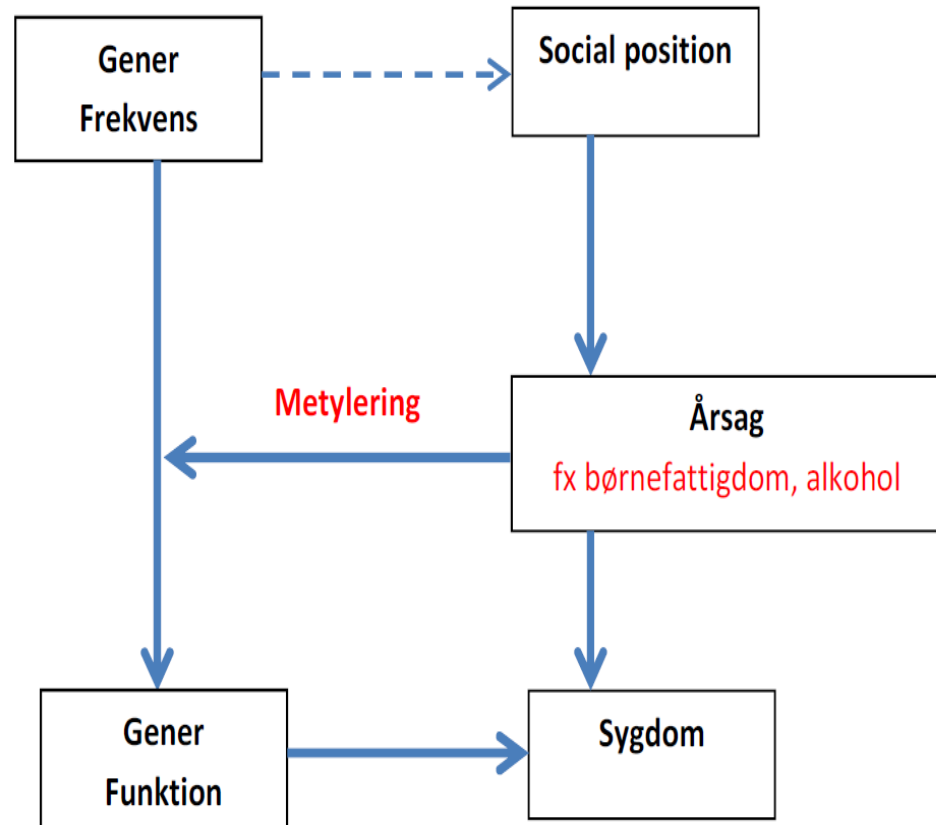 Gener
Frekvens
Social position
Metylering
Årsag
fx børnefattigdom, alkohol
Gener
Funktion
Sygdom